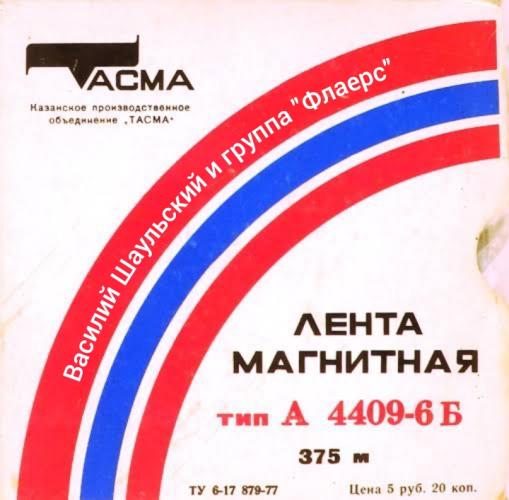 ТАСМА
Казанское производственное
объединение „ТАСМА"
Василий Шаульский и группа "Флаерс"
ЛЕНТА
МАГНИТНАЯ
тип А 4409-6 Б
375 м
ТУ 6-17 879-77
Цена 5 руб. 20 коп.